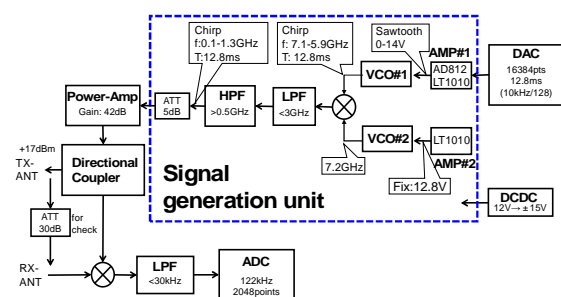 Chirp
f:0.1-1.3GHz
T:12.8ms
Chirp
f: 7.1-5.9GHz
T: 12.8ms
Sawtooth
0-14V
AMP#1
AD812
LT1010
DAC
16384pts
12.8ms
(10kHz/128)
VCO#1
Power-Amp
Gain: 42dB
ATT
5dB
HPF
>0.5GHz
LPF
<3GHz
VCO#2
LT1010
AMP#2
7.2GHz
Fix:12.8V
+17dBm
TX-
ANT
Directional
Coupler
Signal
generation unit
DCDC
12V→ ±15V
ATT
30dB
for
check
RX-
ANT
LPF
<30kHz
ADC
122kHz
2048points